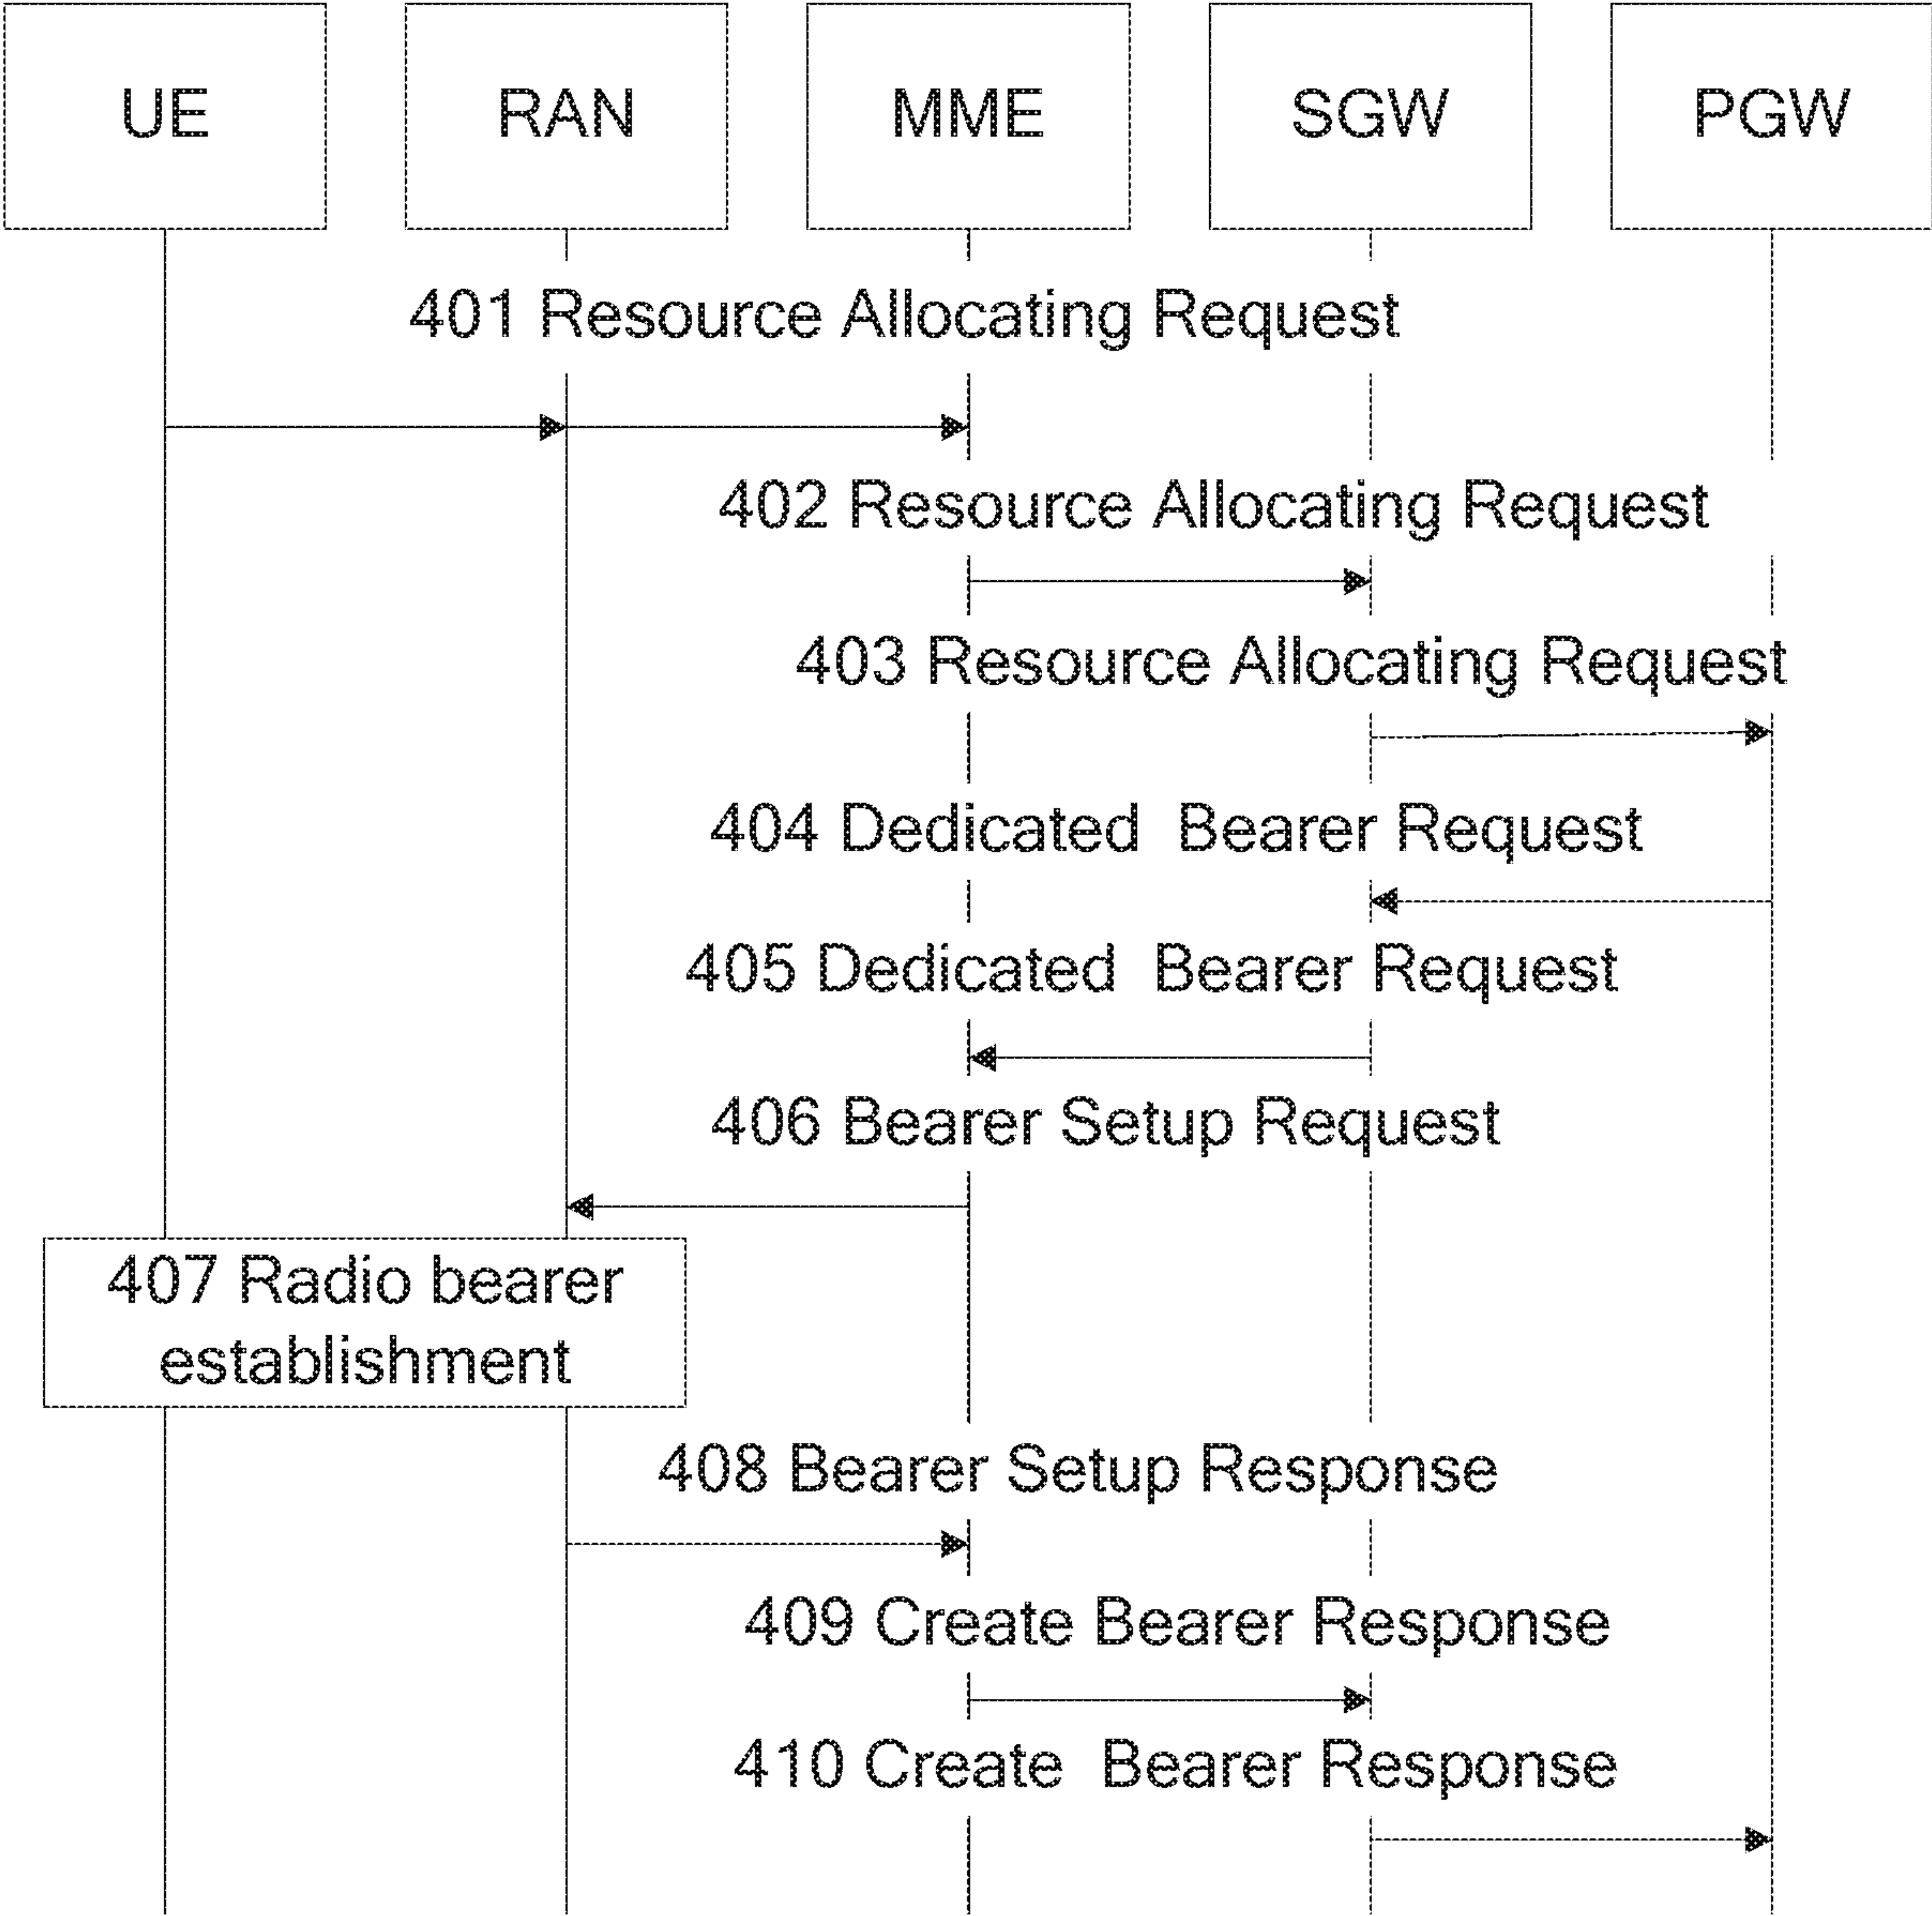 UE
RAN
MME
SGW
PGW
401 Resource Allocating Request
402 Resource Allocating Request
403 Resource Allocating Request
404 Dedicated Bearer Request
405 Dedicated Bearer Request
406 Bearer Setup Request
407 Radio bearer
establishment
408 Bearer Setup Response
409 Create Bearer Response
410 Create Bearer Response